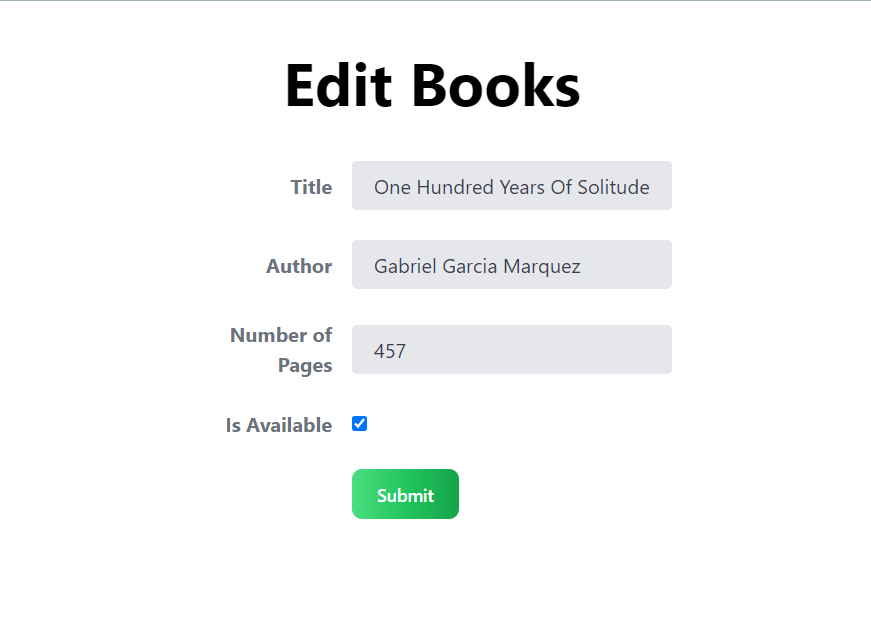 Edit Books
Title
One Hundred Years Of Solitude
Author
Gabriel Garcia Marquez
Number of
Pages
457
Is Available
Submit